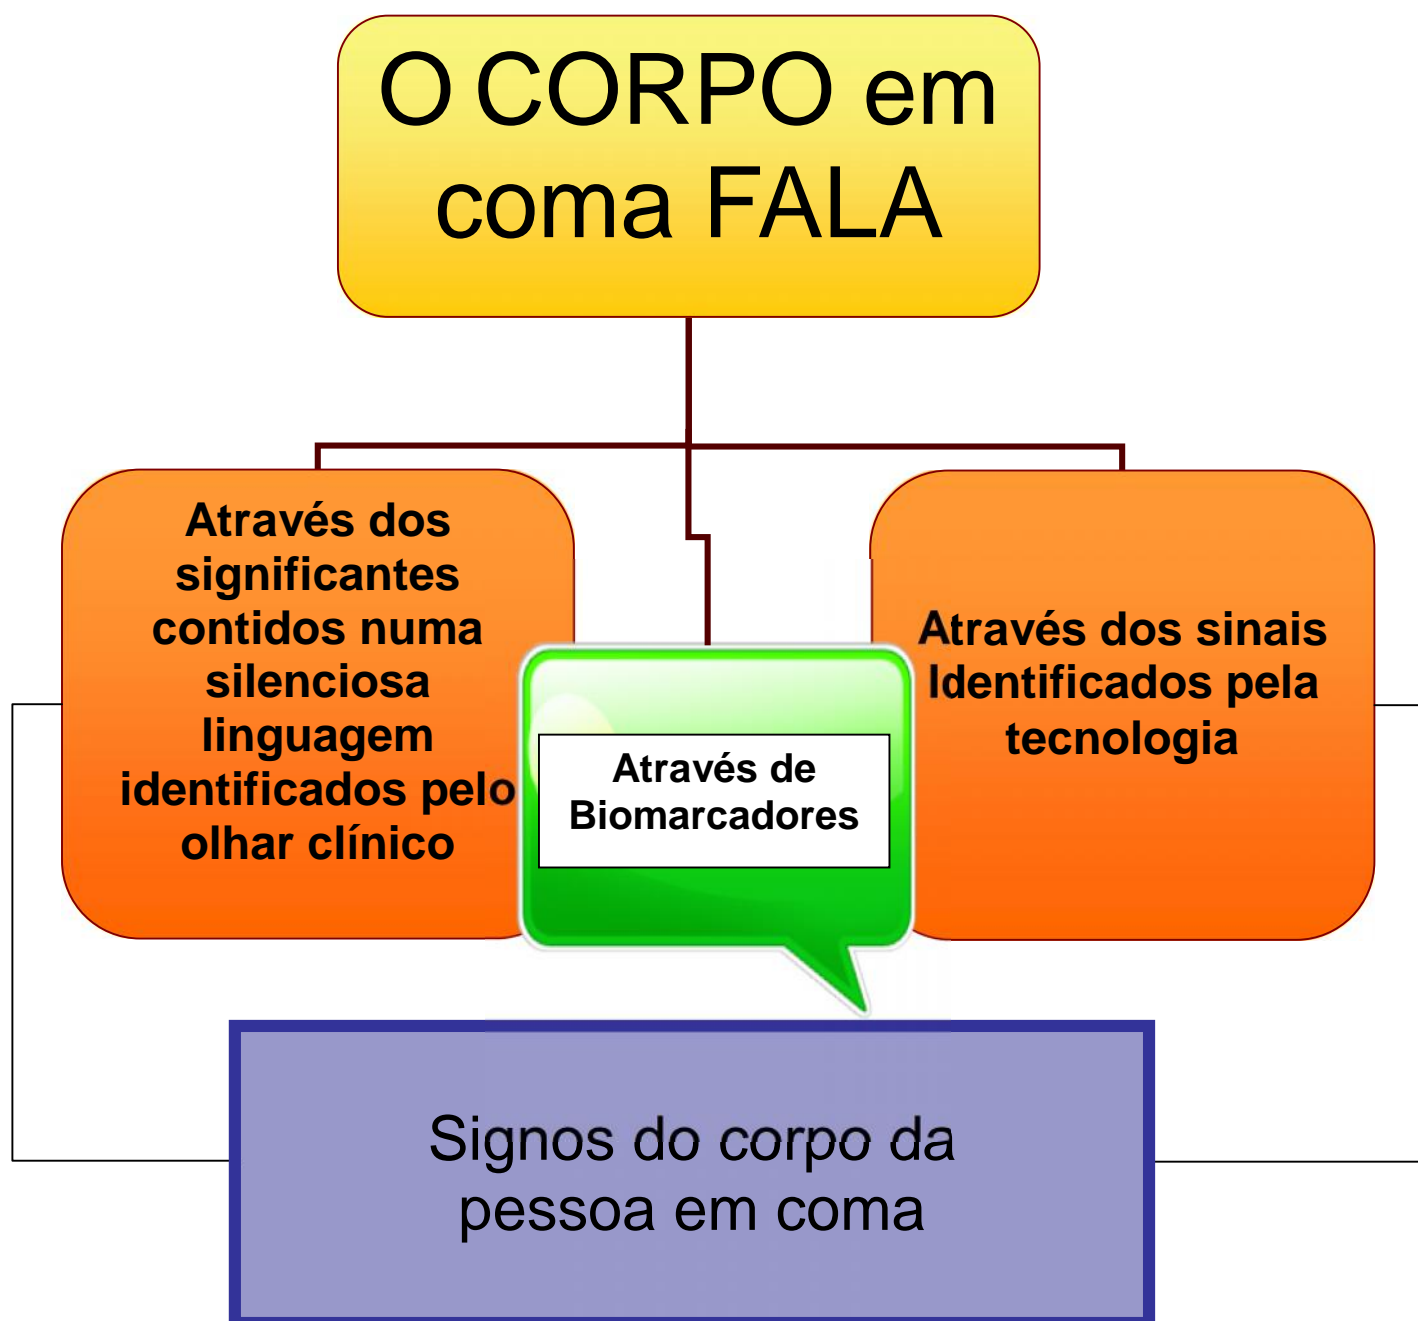 O CORPO em
coma FALA
Através dos
significantes
contidos numa
silenciosa
linguagem
identificados pelo
olhar clínico
Através de
Biomarcadores
Através dos sinais
Identificados pela
tecnologia
Signos do corpo da
pessoa em coma